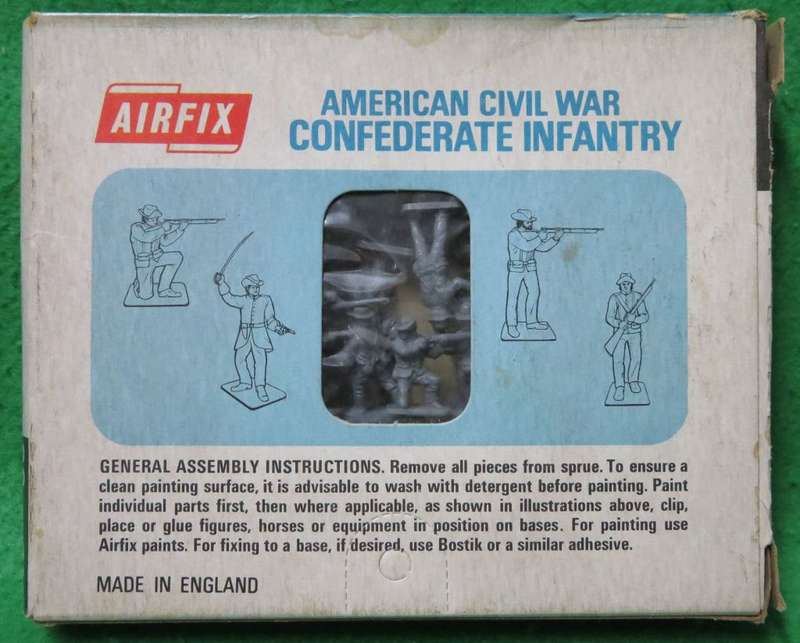 AIRFIX
AMERICAN CIVIL WAR
CONFEDERATE INFANTRY
GENERAL ASSEMBLY INSTRUCTIONS. Remove all pieces from sprue. To ensure a
clean painting surface, it is advisable to wash with detergent before painting. Paint
individual parts first, then where applicable, as shown in illustrations above, clip,
place or glue figures, horses or equipment in position on bases. For painting use
Airfix paints. For fixing to a base, if desired, use Bostik or a similar adhesive.
MADE IN ENGLAND